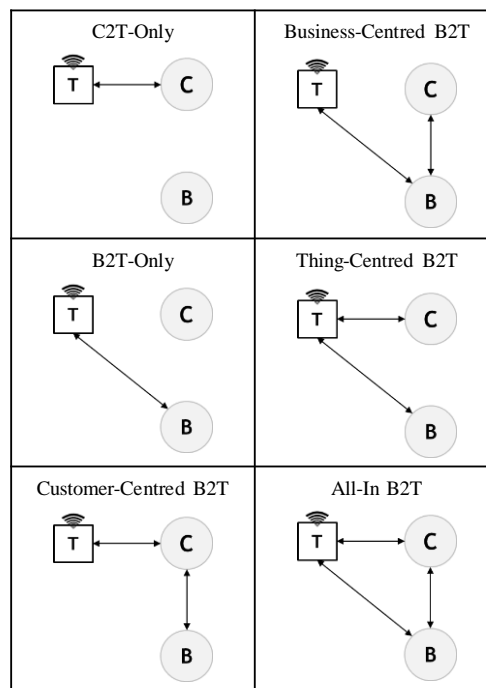 C2T-Only
T
C
B
Business-Centred B2T
T
C
B
B2T-Only
T
C
B
Thing-Centred B2T
T
C
B
Customer-Centred B2T
T
C
B
All-In B2T
T
C
B